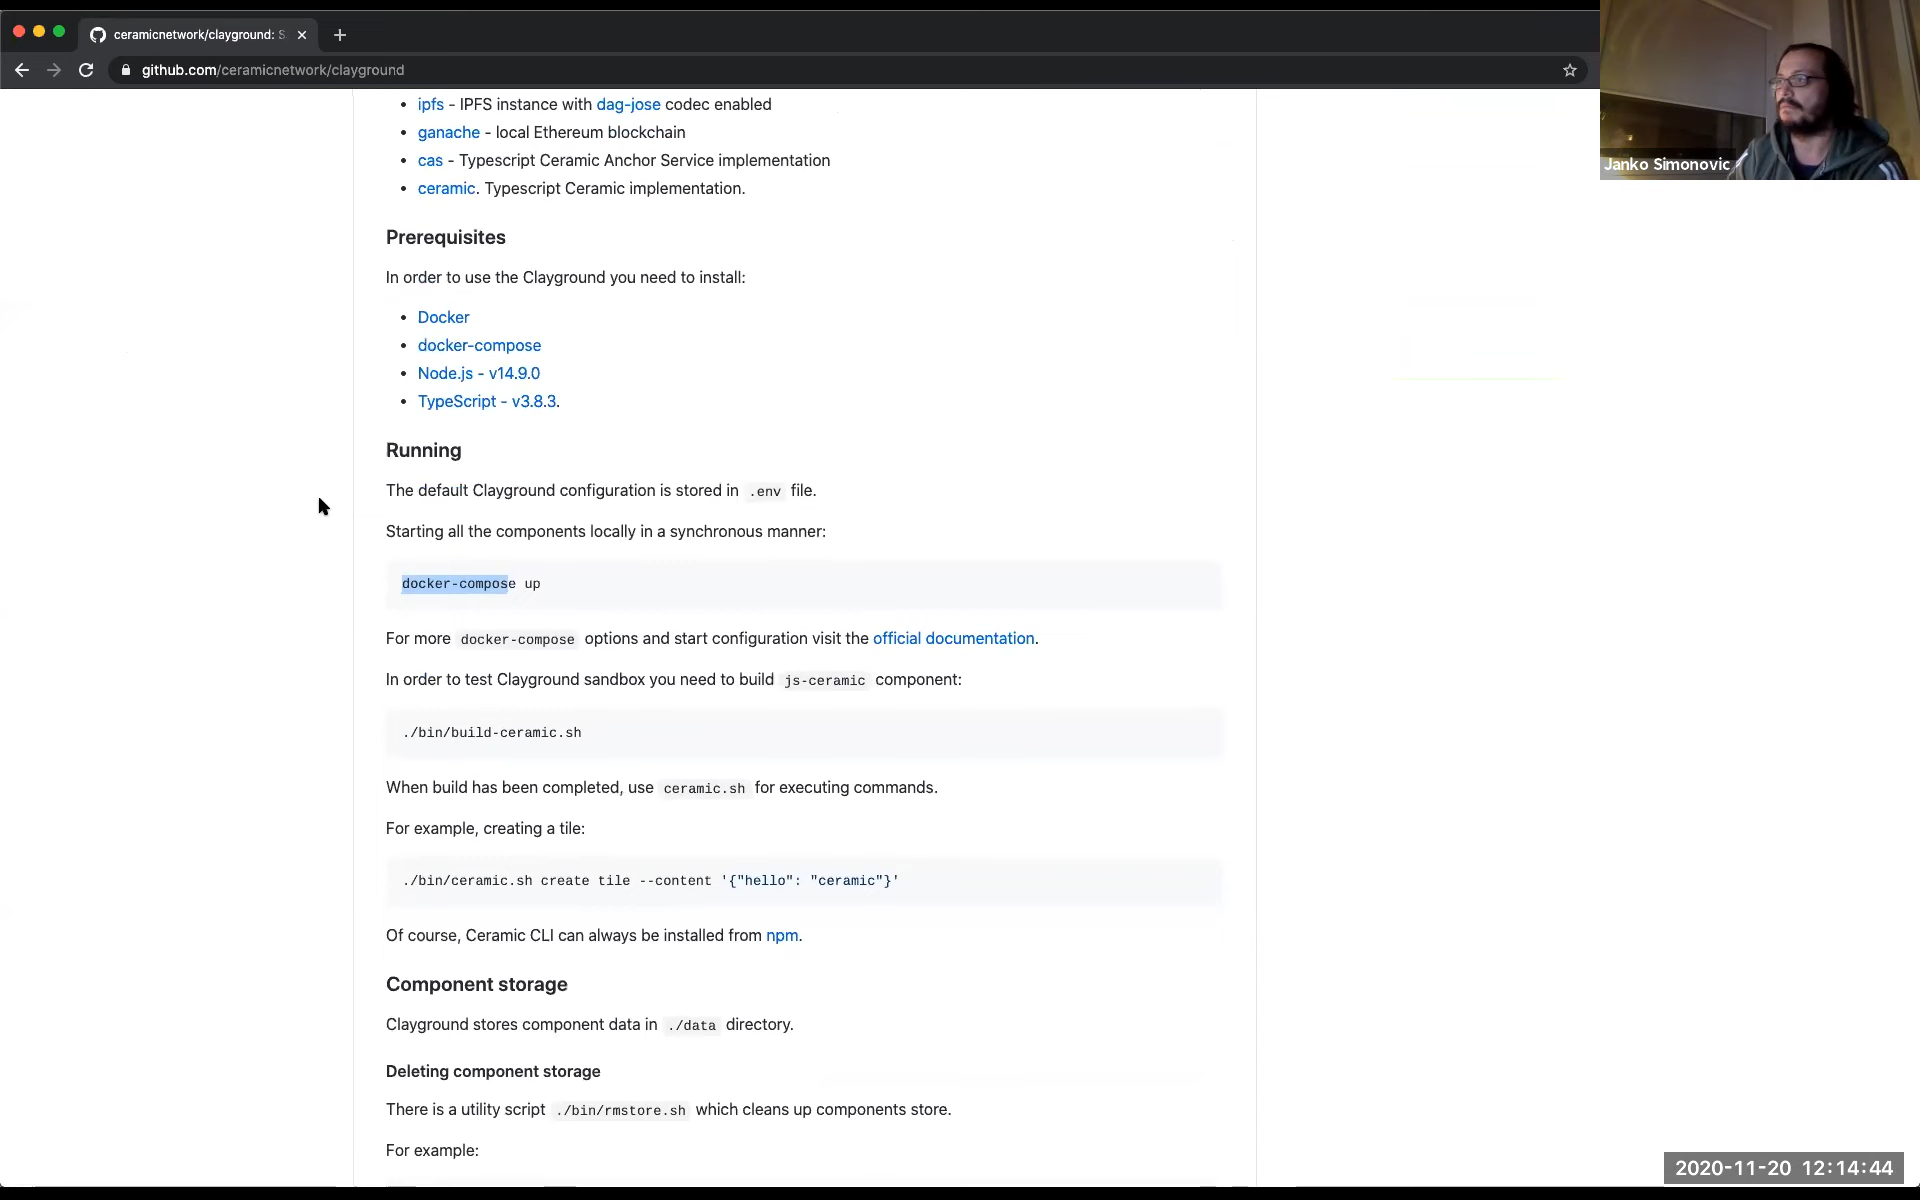 ceramicnetwork/clayground: S
github.com/ceramicnetwork/clayground
Janko Simonovic
• ipfs - IPFS instance with dag-jose codec enabled
• ganache - local Ethereum blockchain
• cas - Typescript Ceramic Anchor Service implementation
• ceramic. Typescript Ceramic implementation.
Prerequisites
In order to use the Clayground you need to install:
• Docker
• docker-compose
• Node.js - v14.9.0
• TypeScript - v3.8.3.
Running
The default Clayground configuration is stored in .env file.
Starting all the components locally in a synchronous manner:
docker-compose up
For more docker-compose options and start configuration visit the official documentation.
In order to test Clayground sandbox you need to build js-ceramic component:
./bin/build-ceramic.sh
When build has been completed, use ceramic.sh for executing commands.
For example, creating a tile:
./bin/ceramic.sh create tile --content '{"hello": "ceramic"}'
Of course, Ceramic CLI can always be installed from npm.
Component storage
Clayground stores component data in ./data directory.
Deleting component storage
There is a utility script ./bin/rmstore.sh which cleans up components store.
For example:
2020-11-20 12:14:44